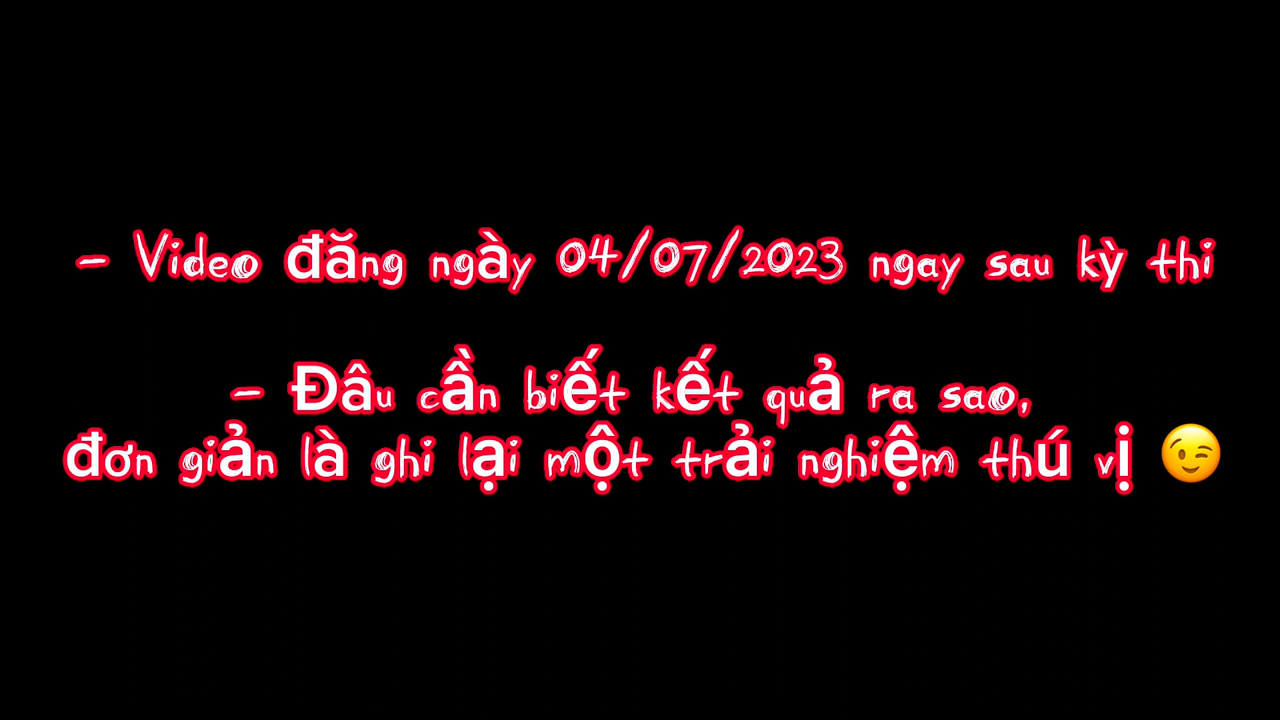 - Video đăng ngày 04/07/2023 ngay sau kỳ thi
- Đâu cần biết kết quả ra sao,
đơn giản là ghi lại một trải nghiệm thú vị 😉